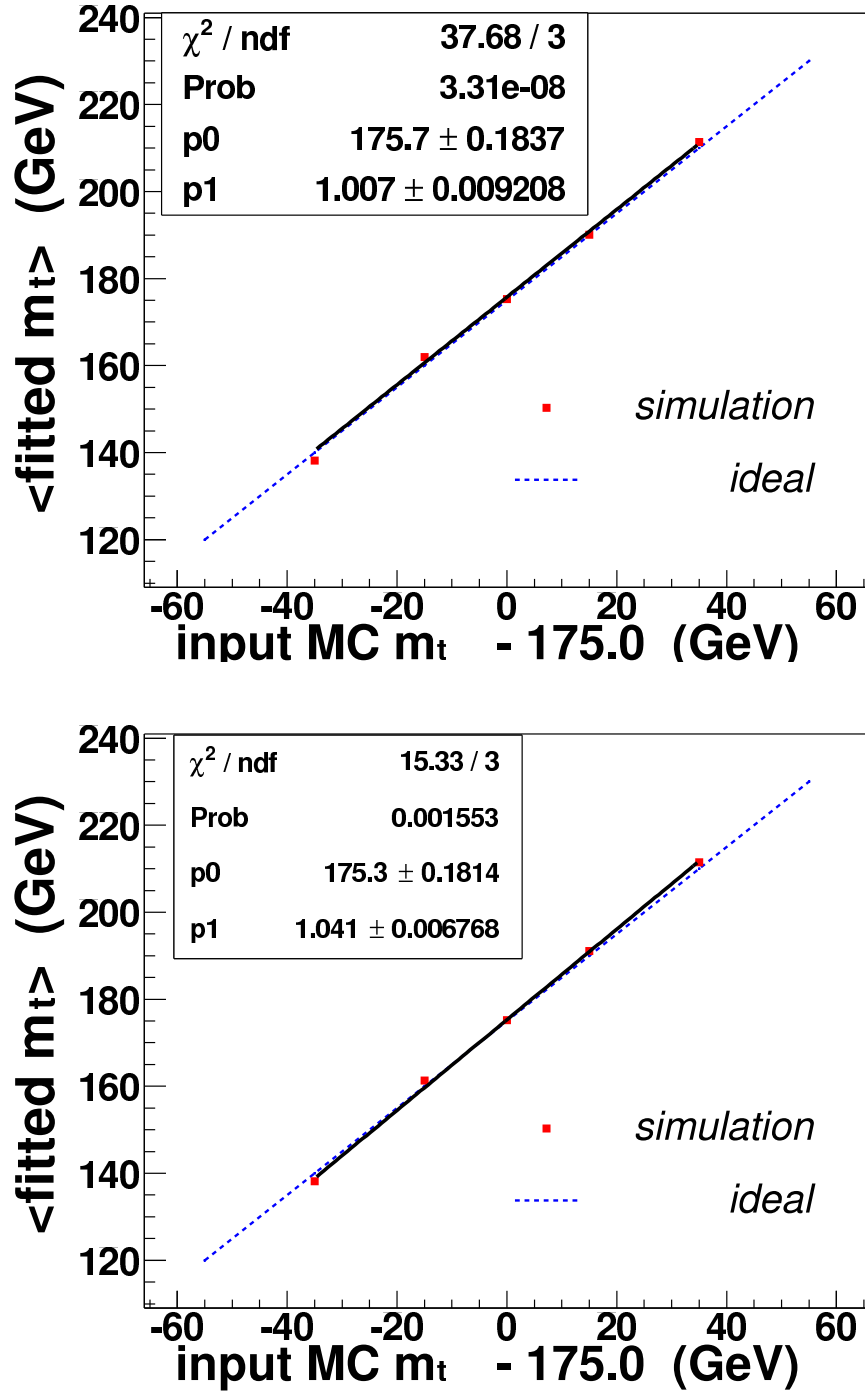 240
220
200
180
160
140
120
<fitted mt> (GeV)
χ2 / ndf 37.68 / 3
Prob 3.31e-08
p0 175.7 ± 0.1837
p1 1.007 ± 0.009208
simulation
ideal
-60 -40 -20 0 20 40 60
input MC mt - 175.0 (GeV)
240
220
200
180
160
140
120
<fitted mt> (GeV)
χ2 / ndf 15.33 / 3
Prob 0.001553
p0 175.3 ± 0.1814
p1 1.041 ± 0.006768
simulation
ideal
-60 -40 -20 0 20 40 60
input MC mt - 175.0 (GeV)